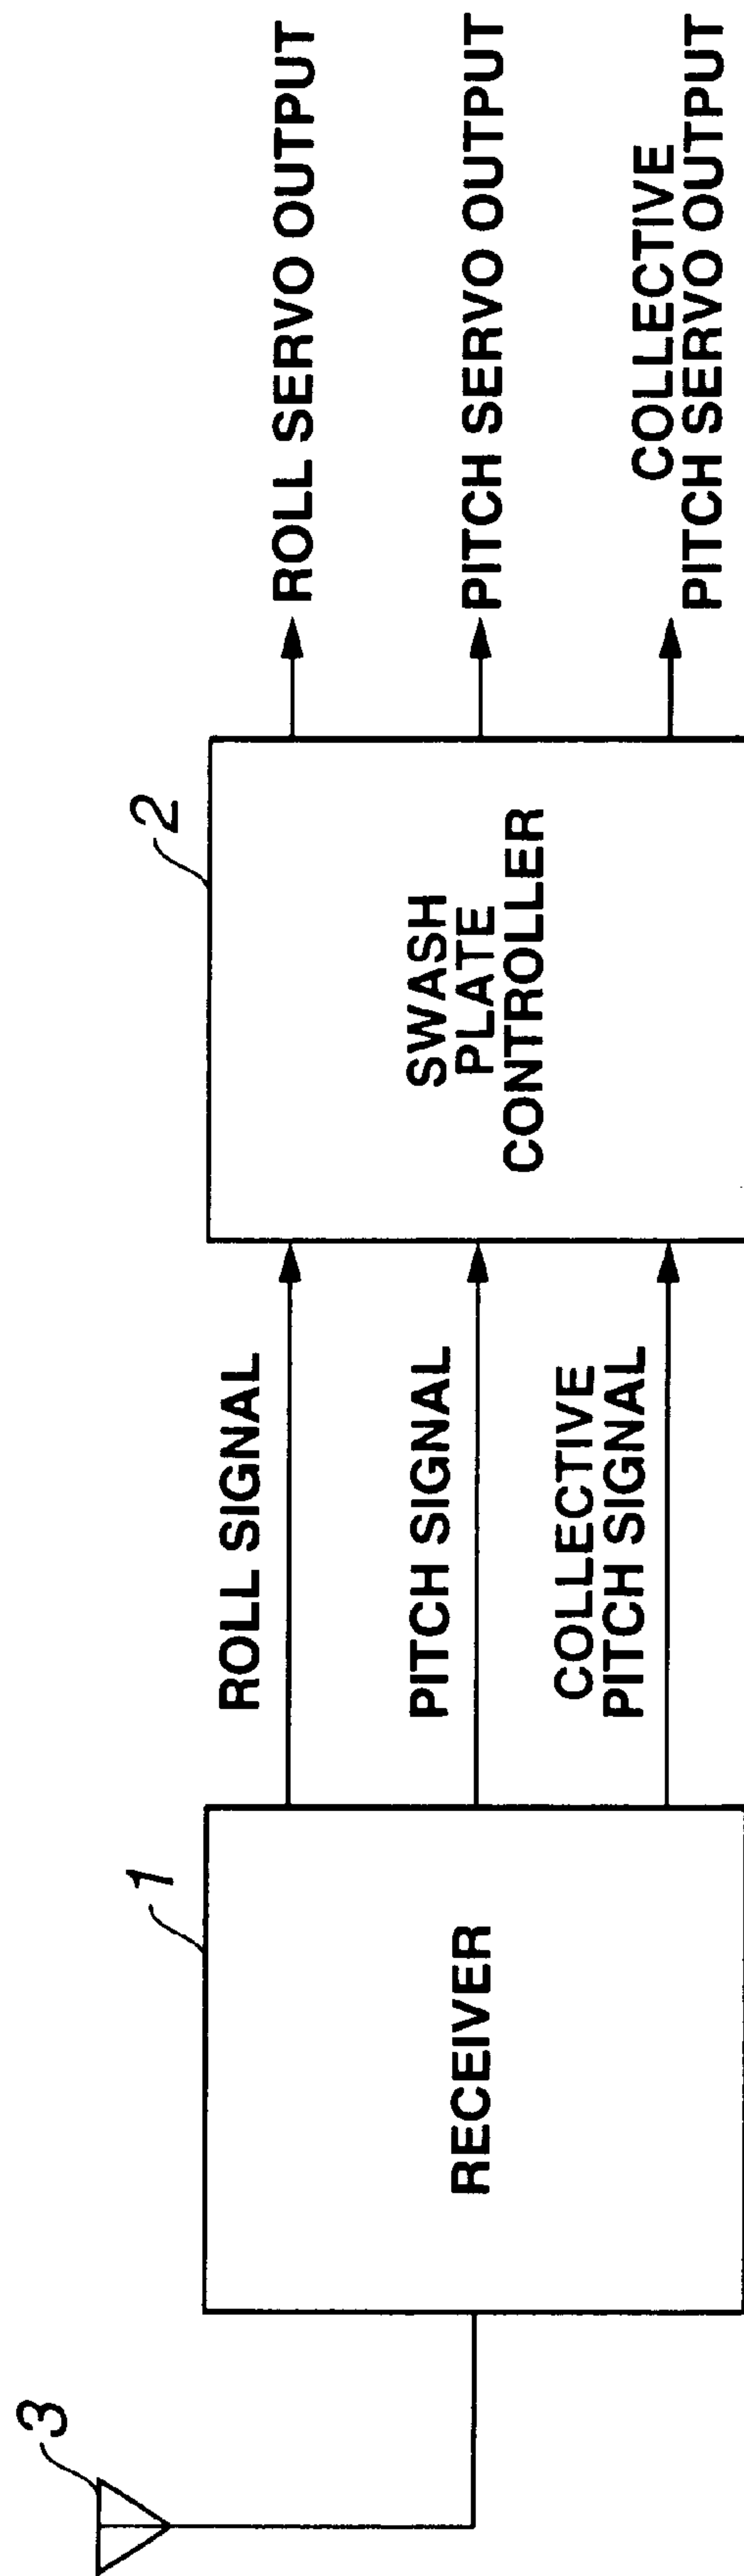 3
1
RECEIVER
ROLL SIGNAL
PITCH SIGNAL
COLLECTIVE
PITCH SIGNAL
2
SWASH
PLATE
CONTROLLER
ROLL SERVO OUTPUT
PITCH SERVO OUTPUT
COLLECTIVE
PITCH SERVO OUTPUT